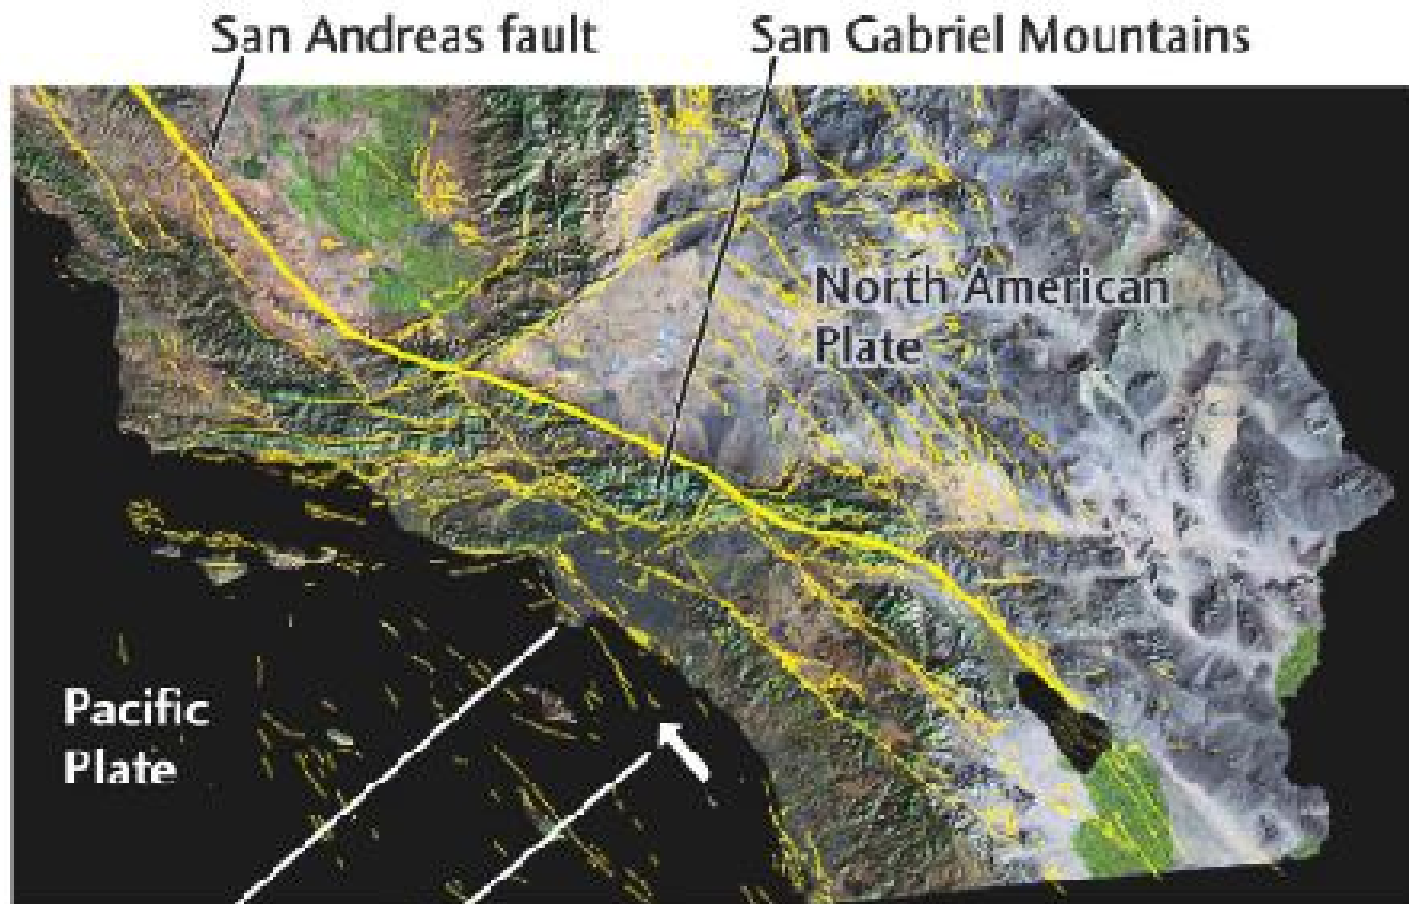 San Andreas fault
San Gabriel Mountains
North American
Plate
Pacific
Plate